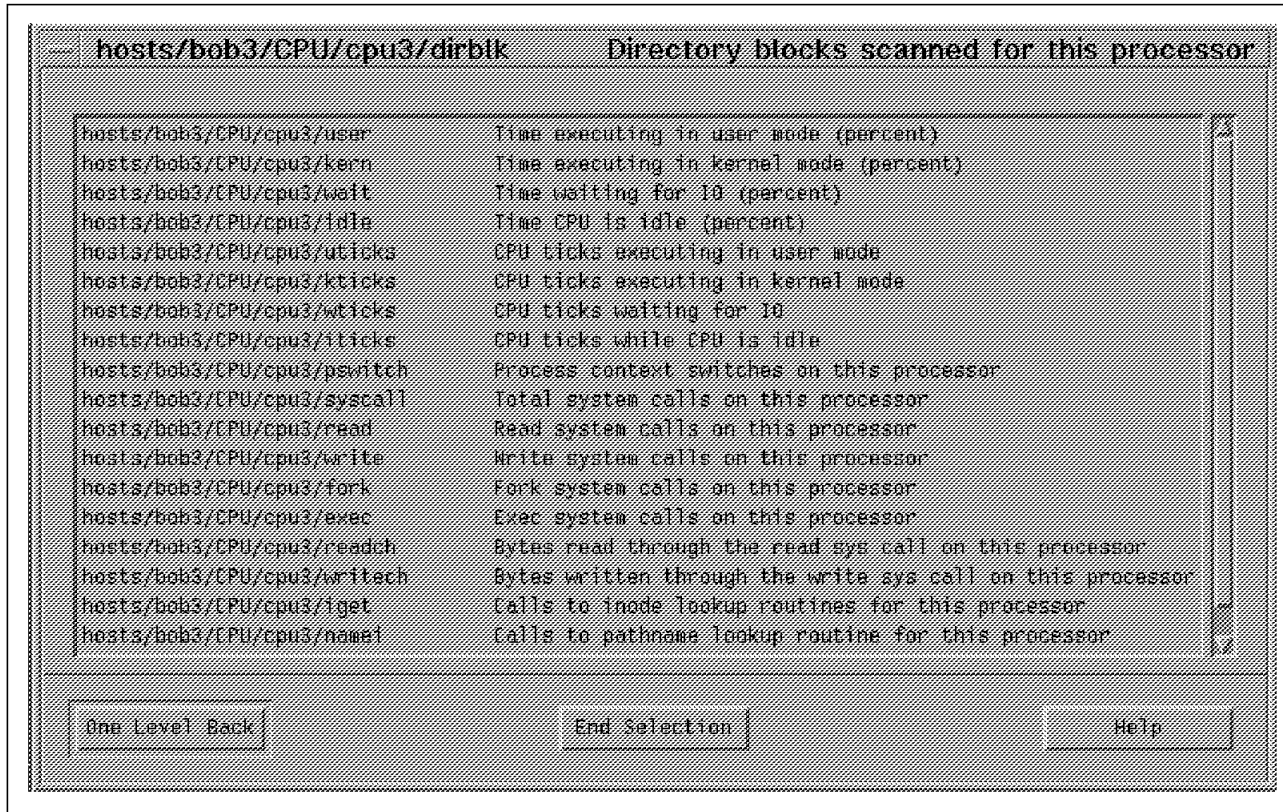 hosts/bob3/CPU/cpu3/dirblk Directory blocks scanned for this processor
hosts/bob3/CPU/cpu3/user Time executing in user mode (percent)
hosts/bob3/CPU/cpu3/kern Time executing in kernel mode (percent)
hosts/bob3/CPU/cpu3/wait Time waiting for IO (percent)
hosts/bob3/CPU/cpu3/idle Time CPU is idle (percent)
hosts/bob3/CPU/cpu3/uticks CPU ticks executing in user mode
hosts/bob3/CPU/cpu3/kticks CPU ticks executing in kernel mode
hosts/bob3/CPU/cpu3/wticks CPU ticks waiting for IO
hosts/bob3/CPU/cpu3/iticks CPU ticks while CPU is idle
hosts/bob3/CPU/cpu3/pswitch Process context switches on this processor
hosts/bob3/CPU/cpu3/syscall Total system calls on this processor
hosts/bob3/CPU/cpu3/read Read system calls on this processor
hosts/bob3/CPU/cpu3/write Write system calls on this processor
hosts/bob3/CPU/cpu3/fork Fork system calls on this processor
hosts/bob3/CPU/cpu3/exec Exec system calls on this processor
hosts/bob3/CPU/cpu3/readch Bytes read through the read sys call on this processor
hosts/bob3/CPU/cpu3/writech Bytes written through the write sys call on this processor
hosts/bob3/CPU/cpu3/iget Calls to inode lookup routines for this processor
hosts/bob3/CPU/cpu3/namei Calls to pathname lookup routine for this processor
One Level Back End Selection Help